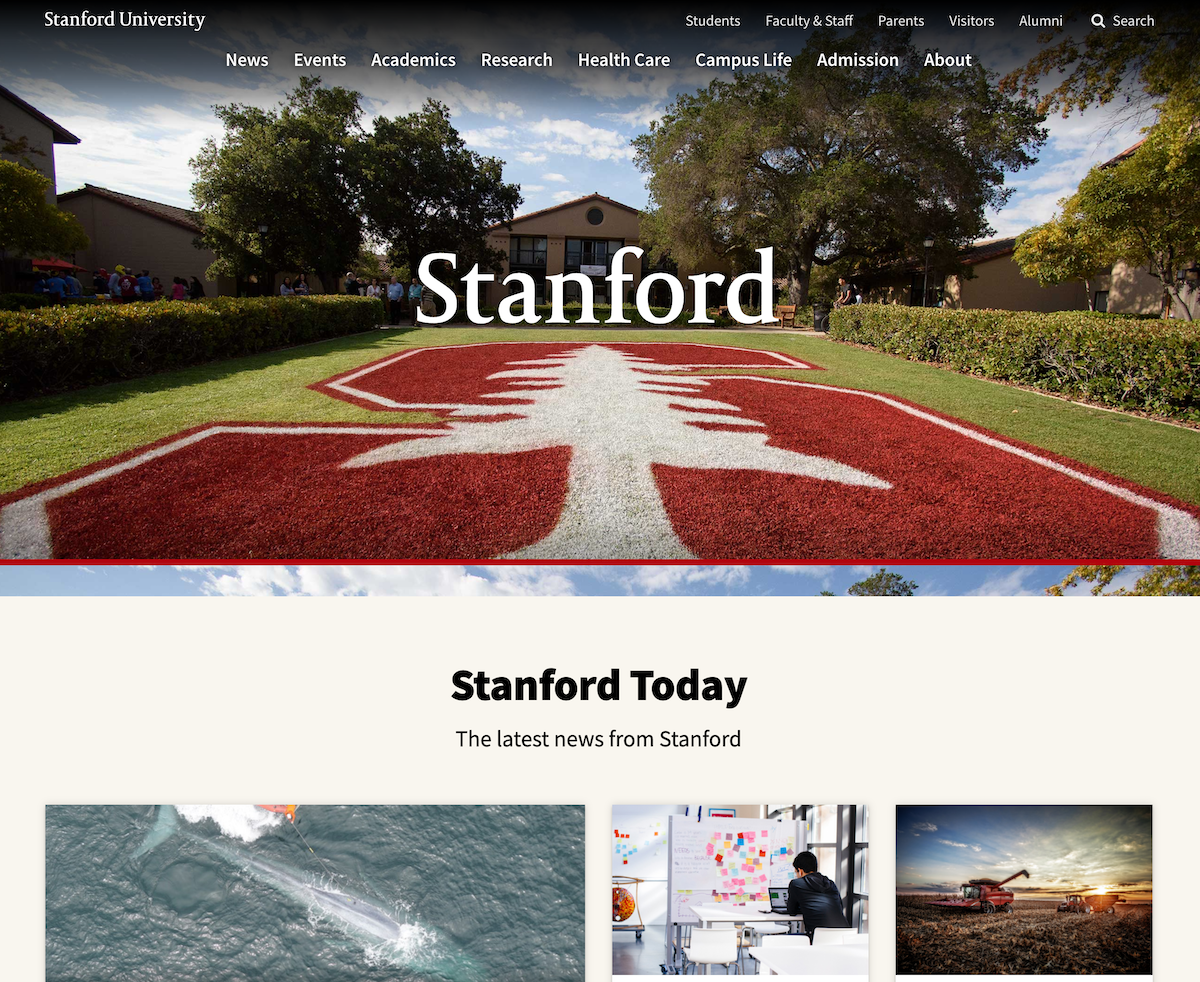 Stanford University
Students Faculty & Staff Parents Visitors Alumni Search
News Events Academics Research Health Care Campus Life Admission About
Stanford
Stanford Today
The latest news from Stanford